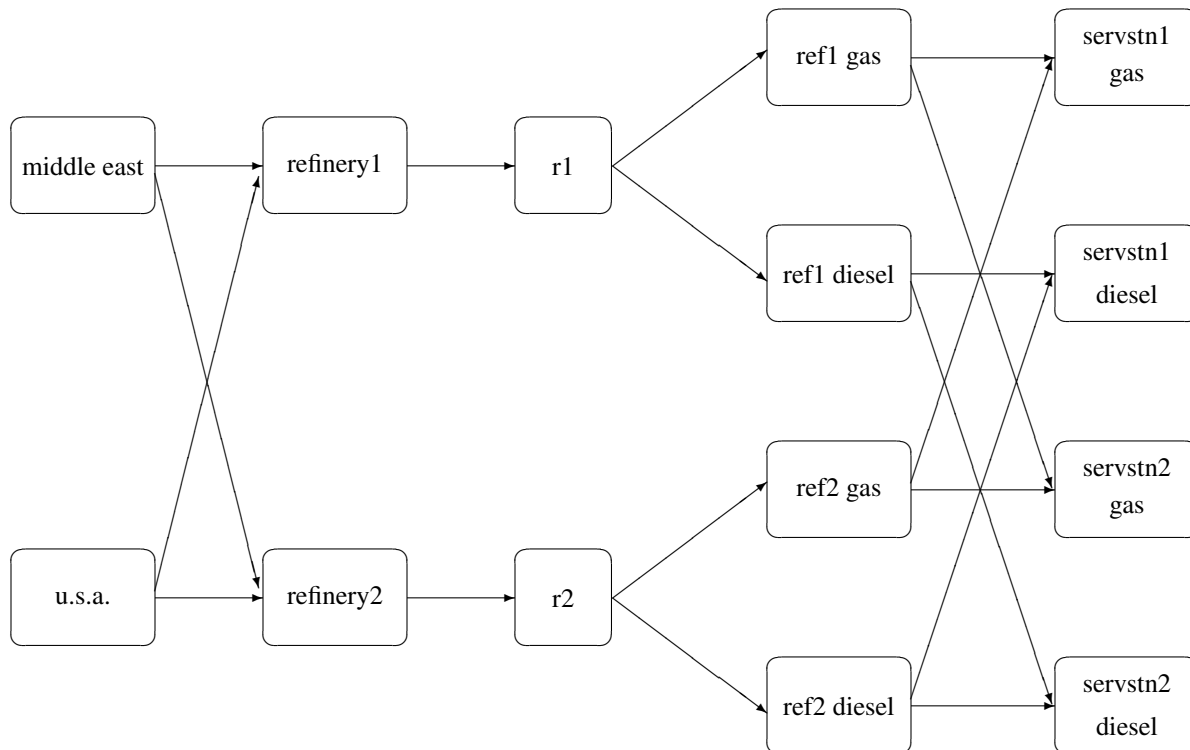 middle east
u.s.a.
refinery1
refinery2
r1
r2
ref1 gas
ref1 diesel
ref2 gas
ref2 diesel
servstn1
gas
servstn1
diesel
servstn2
gas
servstn2
diesel